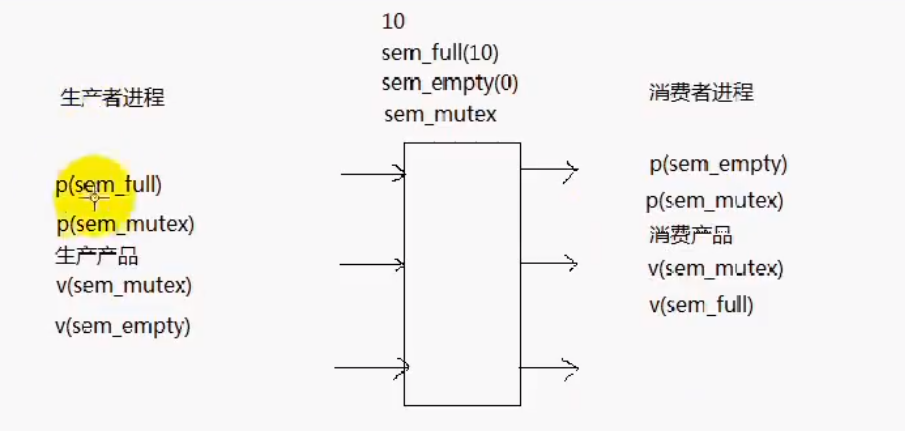 10
sem_full(10)
sem_empty(0)
sem_mutex
生产者进程
p(sem_full)
p(sem_mutex)
生产产品
v(sem_mutex)
v(sem_empty)
消费者进程
p(sem_empty)
p(sem_mutex)
消费产品
v(sem_mutex)
v(sem_full)